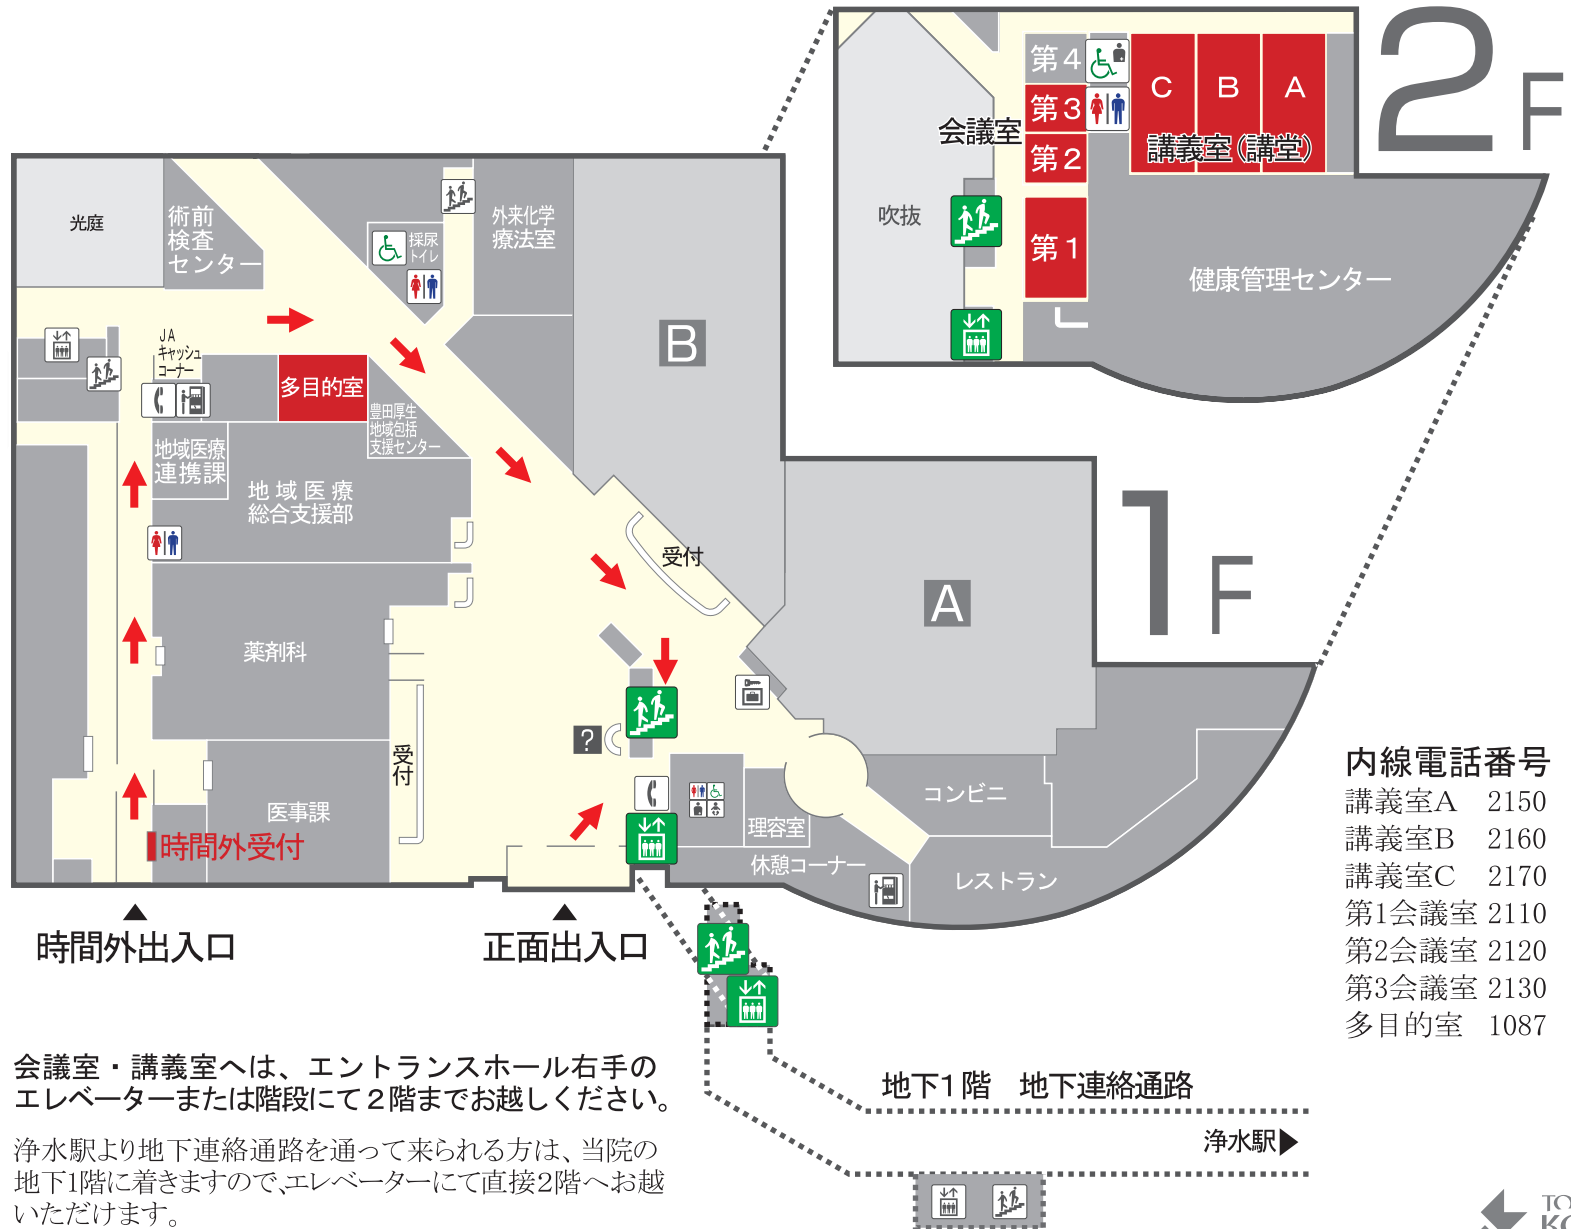 2F
第4
第3
第2
第1
会議室
C
B
A
講義室(講堂)
吹抜
健康管理センター
光庭
術前
検査
センター
採尿
トイレ
外来化学
療法室
JA
キャッシュ
コーナー
多目的室
豊田厚生
地域包括
支援センター
地域医療
連携課
地域医療
総合支援部
B
A
1F
受付
薬剤科
受付
?
医事課
時間外受付
理容室
コンビニ
休憩コーナー
レストラン
時間外出入口
正面出入口
内線電話番号
講義室A 2150
講義室B 2160
講義室C 2170
第1会議室 2110
第2会議室 2120
第3会議室 2130
多目的室 1087
会議室・講義室へは、エントランスホール右手の
エレベーターまたは階段にて2階までお越しください。
浄水駅より地下連絡通路を通って来られる方は、当院の
地下1階に着きますので、エレベーターにて直接2階へお越
いただけます。
地下1階 地下連絡通路
浄水駅▶